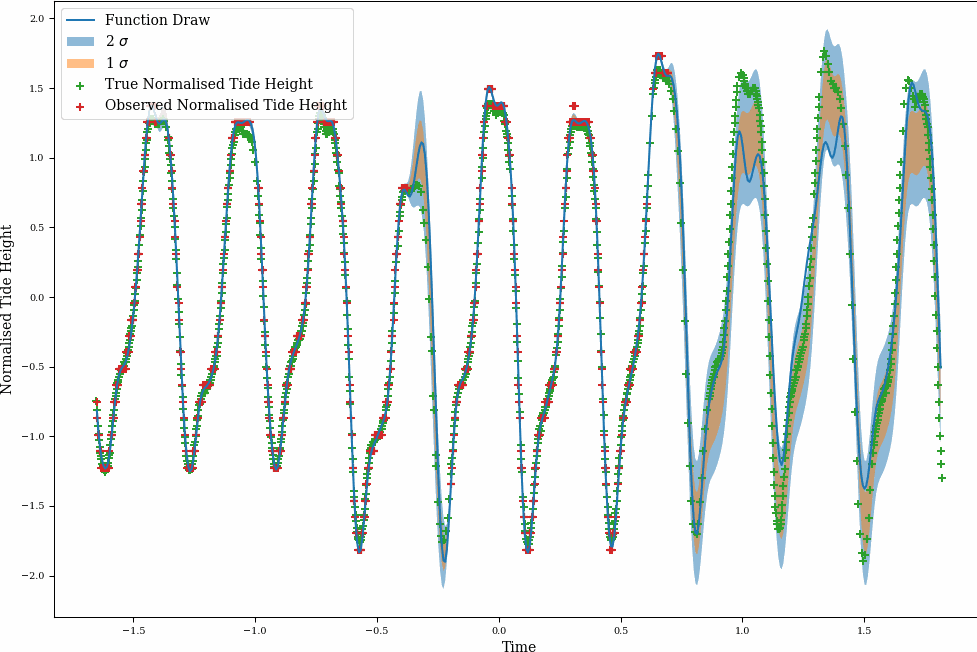 Function Draw
2 σ
1 σ
True Normalised Tide Height
Observed Normalised Tide Height
Normalised Tide Height
2.0
1.5
1.0
0.5
0.0
−0.5
−1.0
−1.5
−2.0
−1.5
−1.0
−0.5
0.0
0.5
1.0
1.5
Time